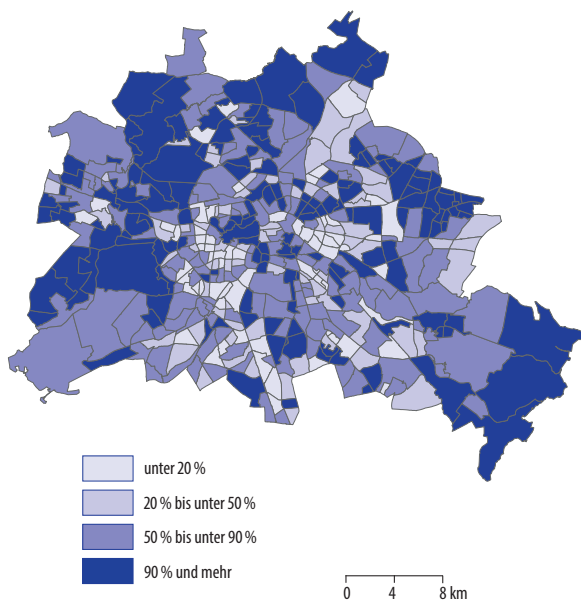 unter 20 %
20 % bis unter 50 %
50 % bis unter 90 %
90 % und mehr
0 4 8 km